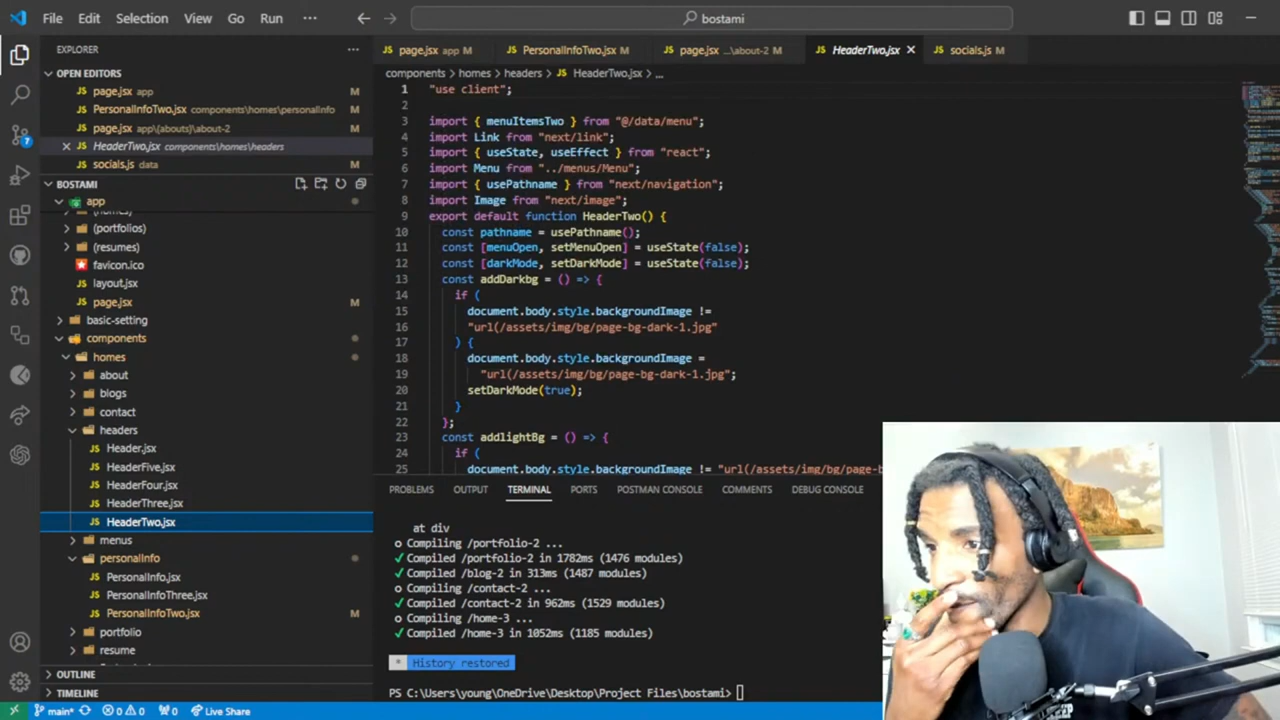 File Edit Selection View Go Run ··· bostami
EXPLORER ···
OPEN EDITORS
page.jsx app M
PersonalInfoTwo.jsx components\homes\personalinfo
page.jsx app\(abouts)\about-2 M
HeaderTwo.jsx components\homes\headers
socials.js data M
BOSTAMI
app
(homes)
(portfolios)
(resumes)
favicon.ico
layout.jsx
page.jsx M
basic-setting
components
homes
about
blogs
contact
headers
Header.jsx
HeaderFive.jsx
HeaderFour.jsx
HeaderThree.jsx
HeaderTwo.jsx
menus
personalInfo
PersonalInfo.jsx
PersonalInfoThree.jsx
PersonalInfoTwo.jsx M
portfolio
resume
OUTLINE
TIMELINE
page.jsx app M PersonalInfoTwo.jsx M page.jsx ...\about-2 M HeaderTwo.jsx socials.js M
components > homes > headers > HeaderTwo.jsx > ...
1 "use client";
2
3 import { menuItemsTwo } from "@/data/menu";
4 import Link from "next/link";
5 import { useState, useEffect } from "react";
6 import Menu from "../menus/Menu";
7 import { usePathname } from "next/navigation";
8 import Image from "next/image";
9 export default function HeaderTwo() {
10 const pathname = usePathname();
11 const [menuOpen, setMenuOpen] = useState(false);
12 const [darkMode, setDarkMode] = useState(false);
13 const addDarkbg = () => {
14 if (
15 document.body.style.backgroundImage !=
16 "url(/assets/img/bg/page-bg-dark-1.jpg"
17 ) {
18 document.body.style.backgroundImage =
19 "url(/assets/img/bg/page-bg-dark-1.jpg";
20 setDarkMode(true);
21 }
22 };
23 const addlightBg = () => {
24 if (
25 document.body.style.backgroundImage != "url(/assets/img/bg/page-b
PROBLEMS OUTPUT TERMINAL PORTS POSTMAN CONSOLE COMMENTS DEBUG CONSOLE
at div
○ Compiling /portfolio-2 ...
✓ Compiled /portfolio-2 in 1782ms (1476 modules)
✓ Compiled /blog-2 in 313ms (1487 modules)
○ Compiling /contact-2 ...
✓ Compiled /contact-2 in 962ms (1529 modules)
○ Compiling /home-3 ...
✓ Compiled /home-3 in 1052ms (1185 modules)
* History restored
PS C:\Users\young\OneDrive\Desktop\Project Files\bostami>
main* 0 0 0 Live Share
7